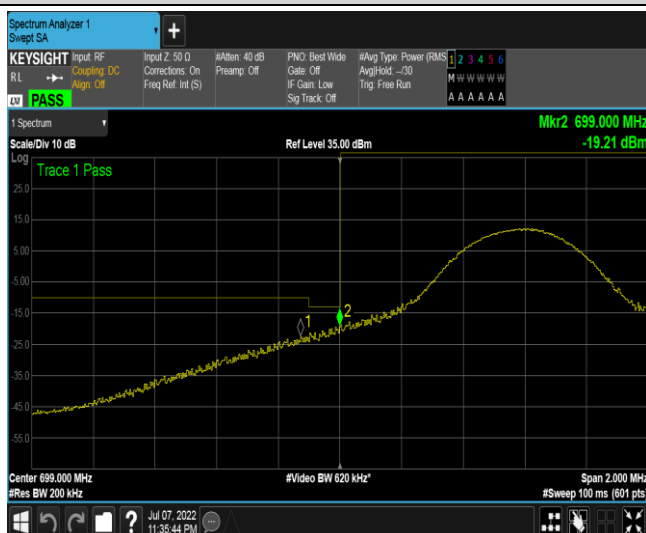 Spectrum Analyzer 1
Swept SA
+
KEYSIGHT Input: RF Input Z: 50 Ω #Atten: 40 dB PNO: Best Wide #Avg Type: Power (RMS 1 2 3 4 5 6
RL Coupling: DC Corrections: On Preamp: Off Gate: Off Avg|Hold: --/30 M W W W W W
Align: Off Freq Ref: Int (S) IF Gain: Low Trig: Free Run
LXI PASS Sig Track: Off A A A A A A
1 Spectrum Mkr2 699.000 MHz
Scale/Div 10 dB Ref Level 35.00 dBm -19.21 dBm
Log
Trace 1 Pass
25.0
15.0
5.00
-5.00
-15.0
1 2
-25.0
-35.0
-45.0
-55.0
Center 699.000 MHz #Video BW 620 kHz* Span 2.000 MHz
#Res BW 200 kHz #Sweep 100 ms (601 pts)
? Jul 07, 2022
11:35:44 PM